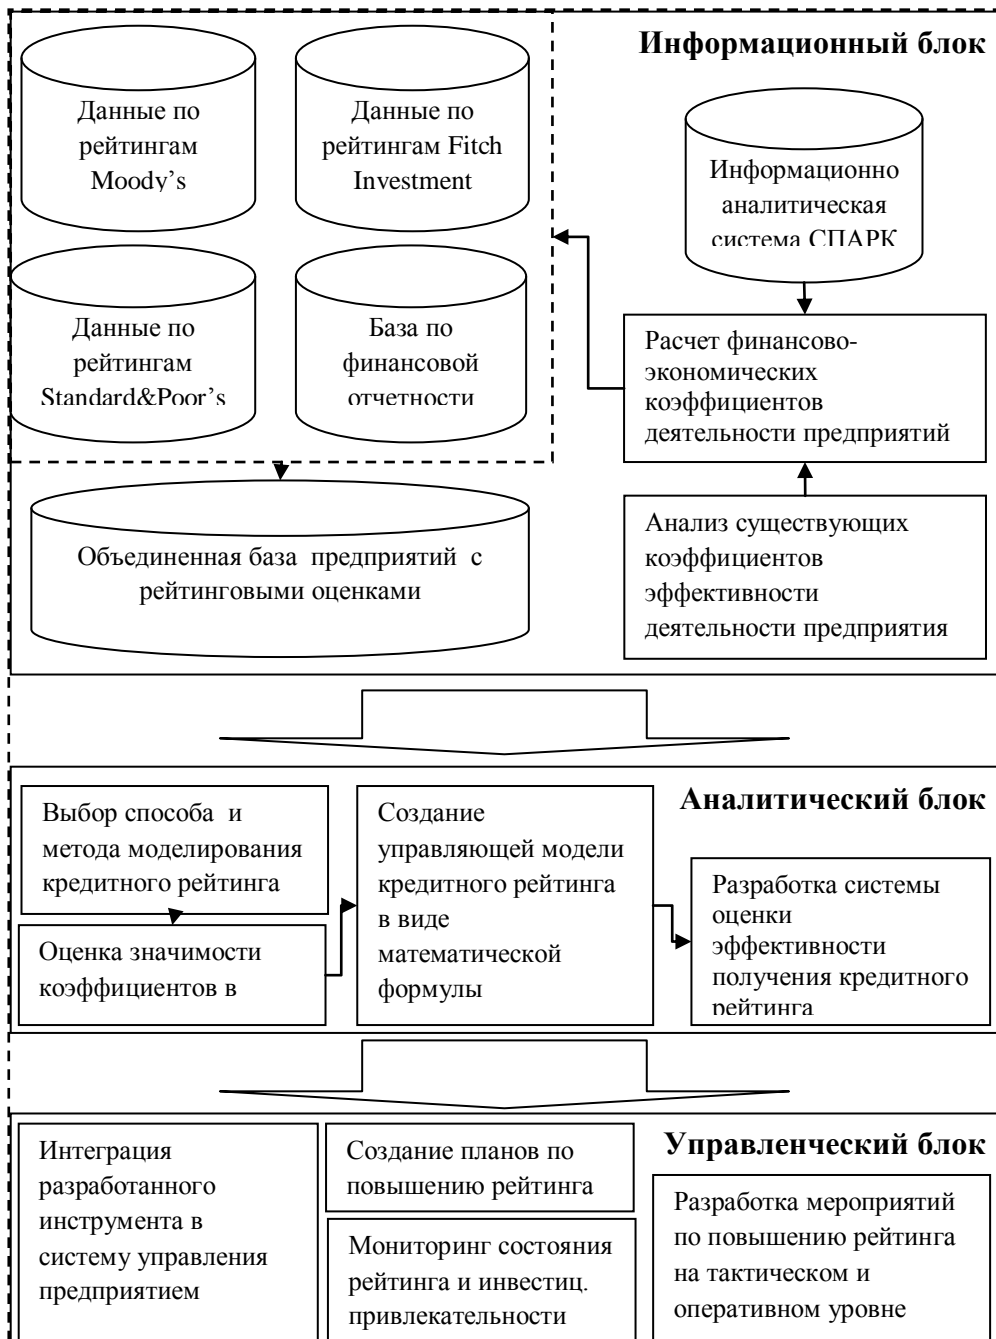 Информационный блок
Данные по
рейтингам
Moody's
Данные по
рейтингам Fitch
Investment
Информационно
аналитическая
система СПАРК
Данные по
рейтингам
Standard&Poor's
База по
финансовой
отчетности
Расчет финансово-
экономических
коэффициентов
деятельности предприятий
Объединенная база предприятий с
рейтинговыми оценками
Анализ существующих
коэффициентов
эффективности
деятельности предприятия
Аналитический блок
Выбор способа и
метода моделирования
кредитного рейтинга
Оценка значимости
коэффициентов в
Создание
управляющей модели
кредитного рейтинга
в виде
математической
формулы
Разработка системы
оценки
эффективности
получения кредитного
рейтинга
Управленческий блок
Интеграция
разработанного
инструмента в
систему управления
предприятием
Создание планов по
повышению рейтинга
Мониторинг состояния
рейтинга и инвестиц.
привлекательности
Разработка мероприятий
по повышению рейтинга
на тактическом и
оперативном уровне